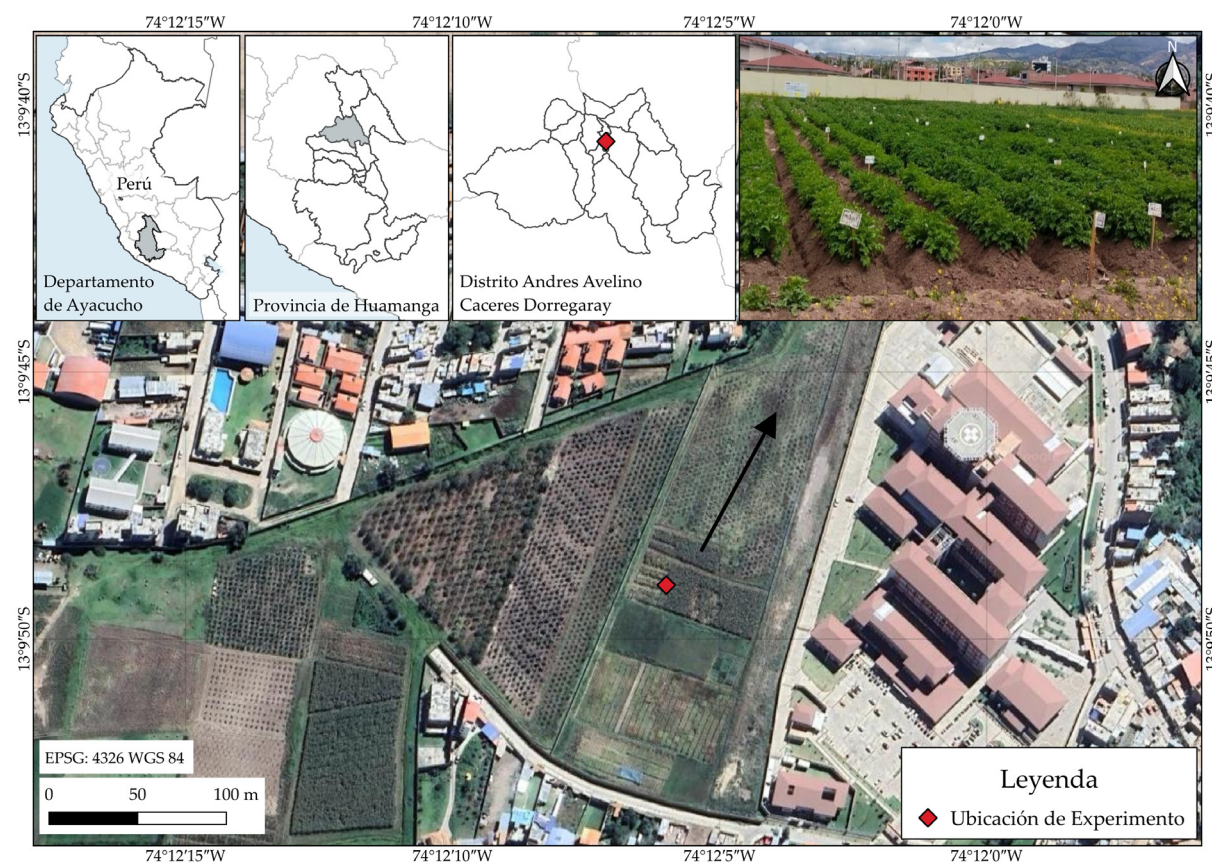 74°12′15″W
74°12′10″W
74°12′5″W
74°12′0″W
13°9′40″S
13°9′40″S
Perú
Departamento
de Ayacucho
Provincia de Huamanga
Distrito Andres Avelino
Caceres Dorregaray
N
13°9′45″S
13°9′45″S
13°9′50″S
13°9′50″S
EPSG: 4326 WGS 84
0 50 100 m
Leyenda
Ubicación de Experimento
74°12′15″W
74°12′10″W
74°12′5″W
74°12′0″W